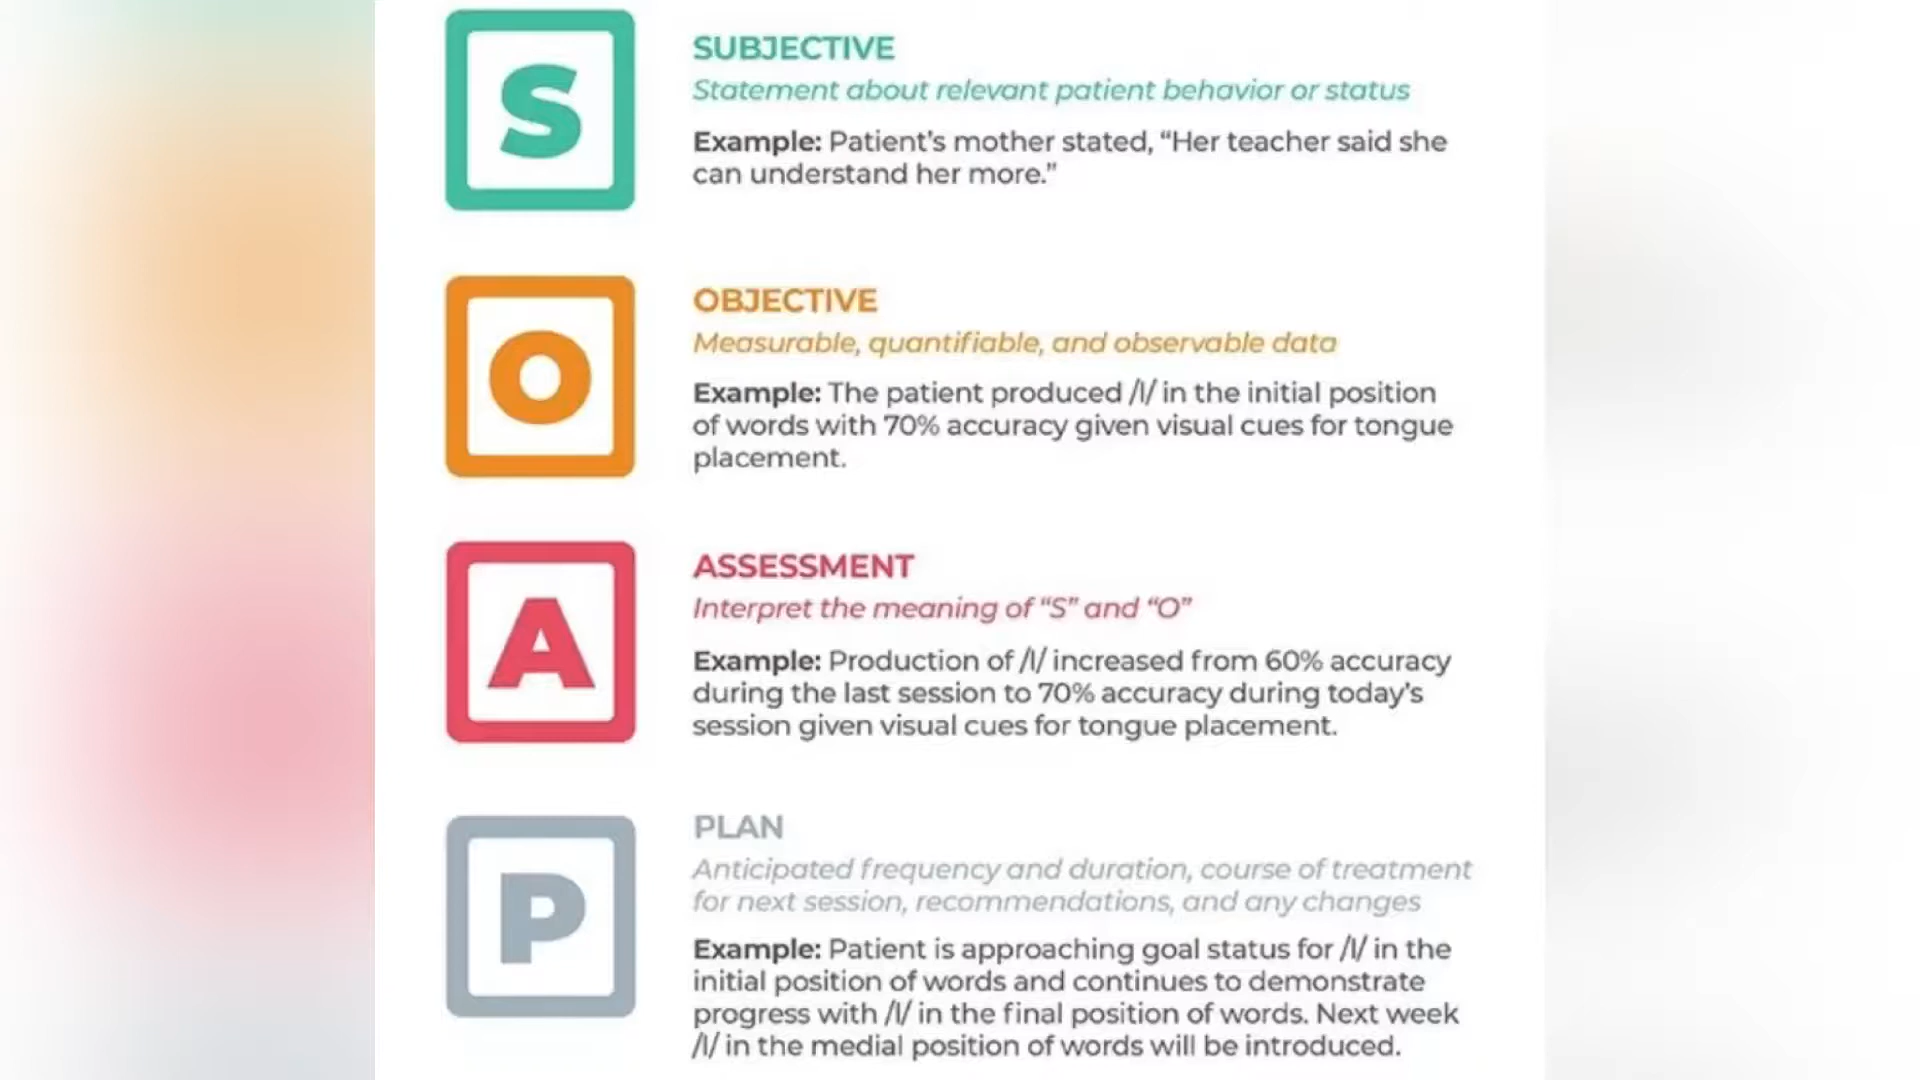 S
SUBJECTIVE
Statement about relevant patient behavior or status
Example: Patient’s mother stated, “Her teacher said she
can understand her more.”
O
OBJECTIVE
Measurable, quantifiable, and observable data
Example: The patient produced /l/ in the initial position
of words with 70% accuracy given visual cues for tongue
placement.
A
ASSESSMENT
Interpret the meaning of “S” and “O”
Example: Production of /l/ increased from 60% accuracy
during the last session to 70% accuracy during today’s
session given visual cues for tongue placement.
P
PLAN
Anticipated frequency and duration, course of treatment
for next session, recommendations, and any changes
Example: Patient is approaching goal status for /l/ in the
initial position of words and continues to demonstrate
progress with /l/ in the final position of words. Next week
/l/ in the medial position of words will be introduced.